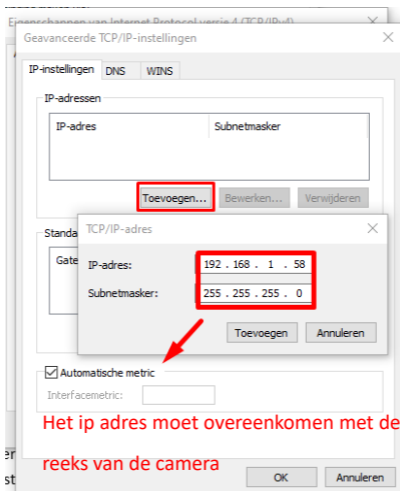 Eigenschappen van Internet Protocol versie 4 (TCP/IPv4)
Geavanceerde TCP/IP-instellingen
IP-instellingen DNS WINS
IP-adressen
IP-adres Subnetmasker
Toevoegen... Bewerken... Verwijderen
TCP/IP-adres
Standa
Gate
IP-adres: 192 . 168 . 1 . 58
Subnetmasker: 255 . 255 . 255 . 0
Toevoegen Annuleren
Automatische metric
Interfacemetric:
Het ip adres moet overeenkomen met de
reeks van de camera
er
st
OK Annuleren